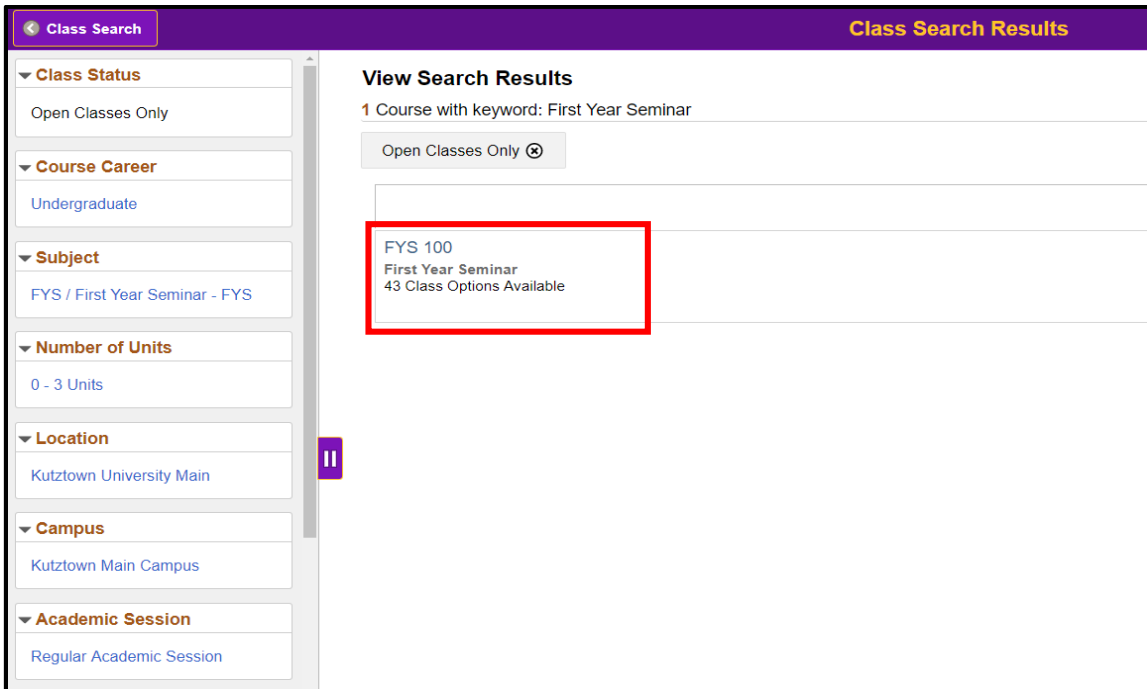 Class Search
Class Search Results
Class Status
Open Classes Only
Course Career
Undergraduate
Subject
FYS / First Year Seminar - FYS
Number of Units
0 - 3 Units
Location
Kutztown University Main
Campus
Kutztown Main Campus
Academic Session
Regular Academic Session
View Search Results
1 Course with keyword: First Year Seminar
Open Classes Only
FYS 100
First Year Seminar
43 Class Options Available